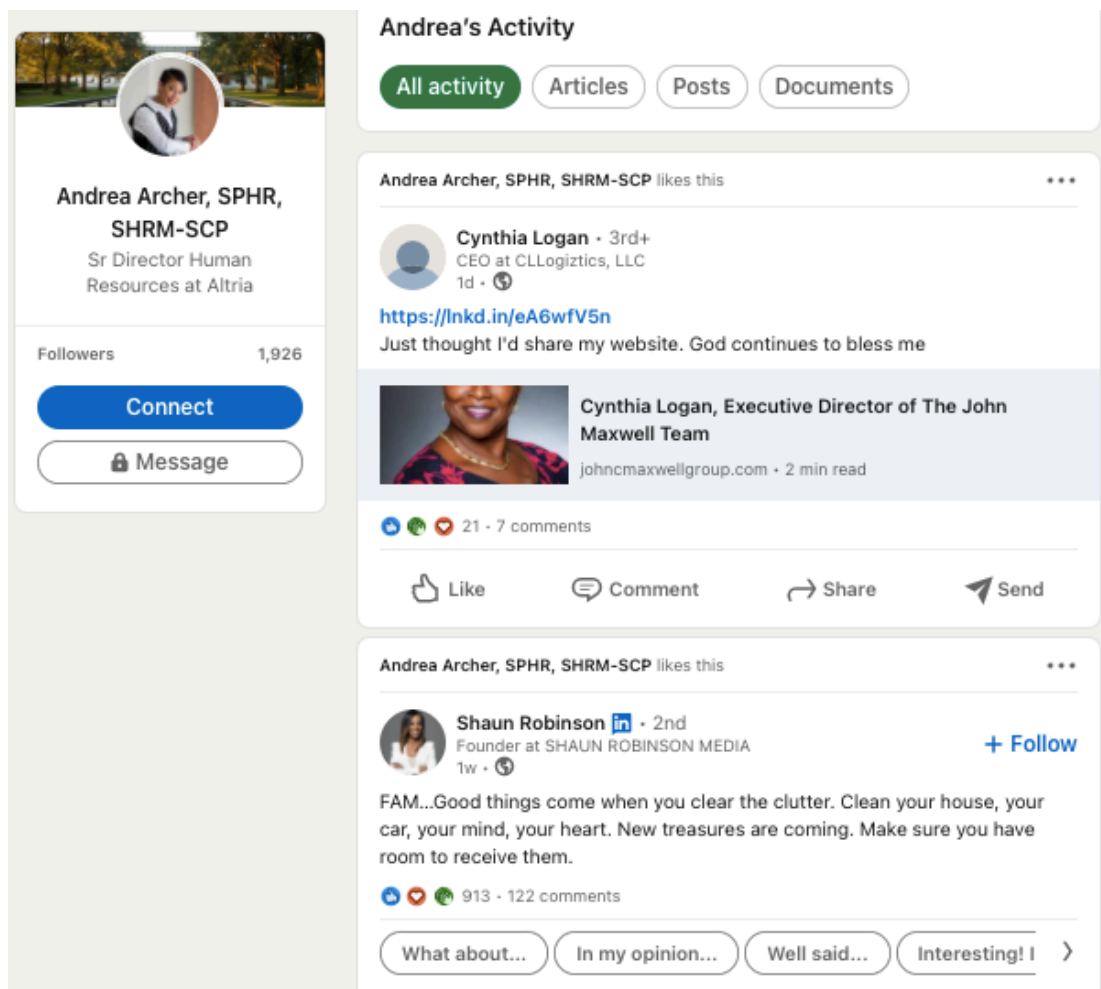 Andrea Archer, SPHR,
SHRM-SCP
Sr Director Human
Resources at Altria
Followers 1,926
Connect
Message
Andrea's Activity
All activity Articles Posts Documents
Andrea Archer, SPHR, SHRM-SCP likes this
Cynthia Logan • 3rd+
CEO at CLLogiztics, LLC
1d •
https://lnkd.in/eA6wfV5n
Just thought I'd share my website. God continues to bless me
Cynthia Logan, Executive Director of The John
Maxwell Team
johncmaxwellgroup.com • 2 min read
21 • 7 comments
Like Comment Share Send
Andrea Archer, SPHR, SHRM-SCP likes this
Shaun Robinson in • 2nd
Founder at SHAUN ROBINSON MEDIA
1w •
+ Follow
FAM...Good things come when you clear the clutter. Clean your house, your
car, your mind, your heart. New treasures are coming. Make sure you have
room to receive them.
913 • 122 comments
What about... In my opinion... Well said... Interesting! I